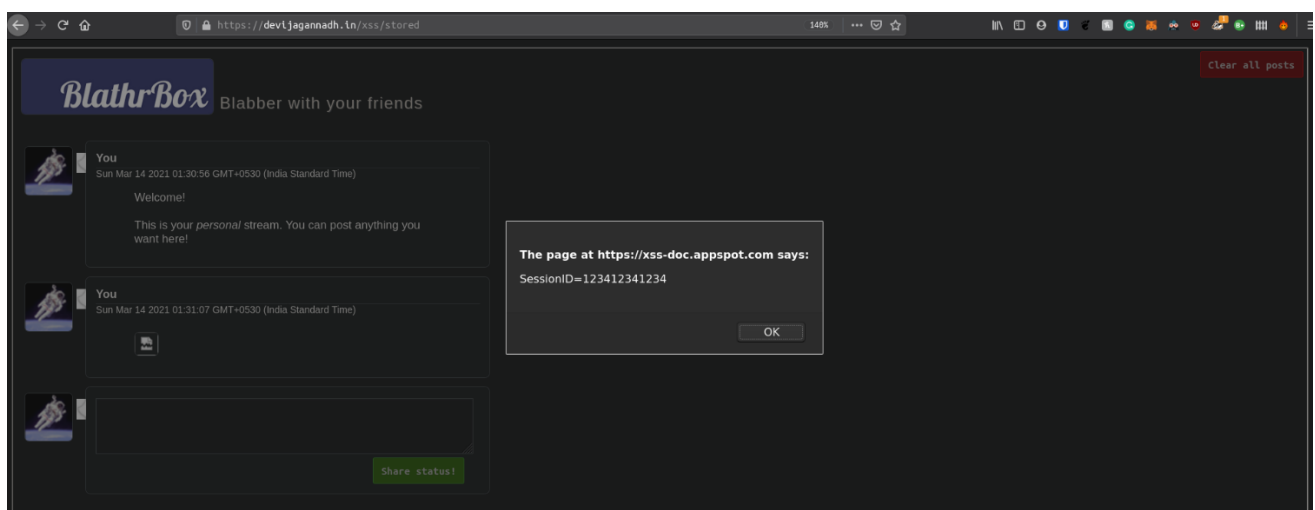 https://devijagannadh.in/xss/stored
140%
Clear all posts
BlathrBox Blabber with your friends
You
Sun Mar 14 2021 01:30:56 GMT+0530 (India Standard Time)
Welcome!
This is your personal stream. You can post anything you
want here!
The page at https://xss-doc.appspot.com says:
SessionID=123412341234
OK
You
Sun Mar 14 2021 01:31:07 GMT+0530 (India Standard Time)
Share status!